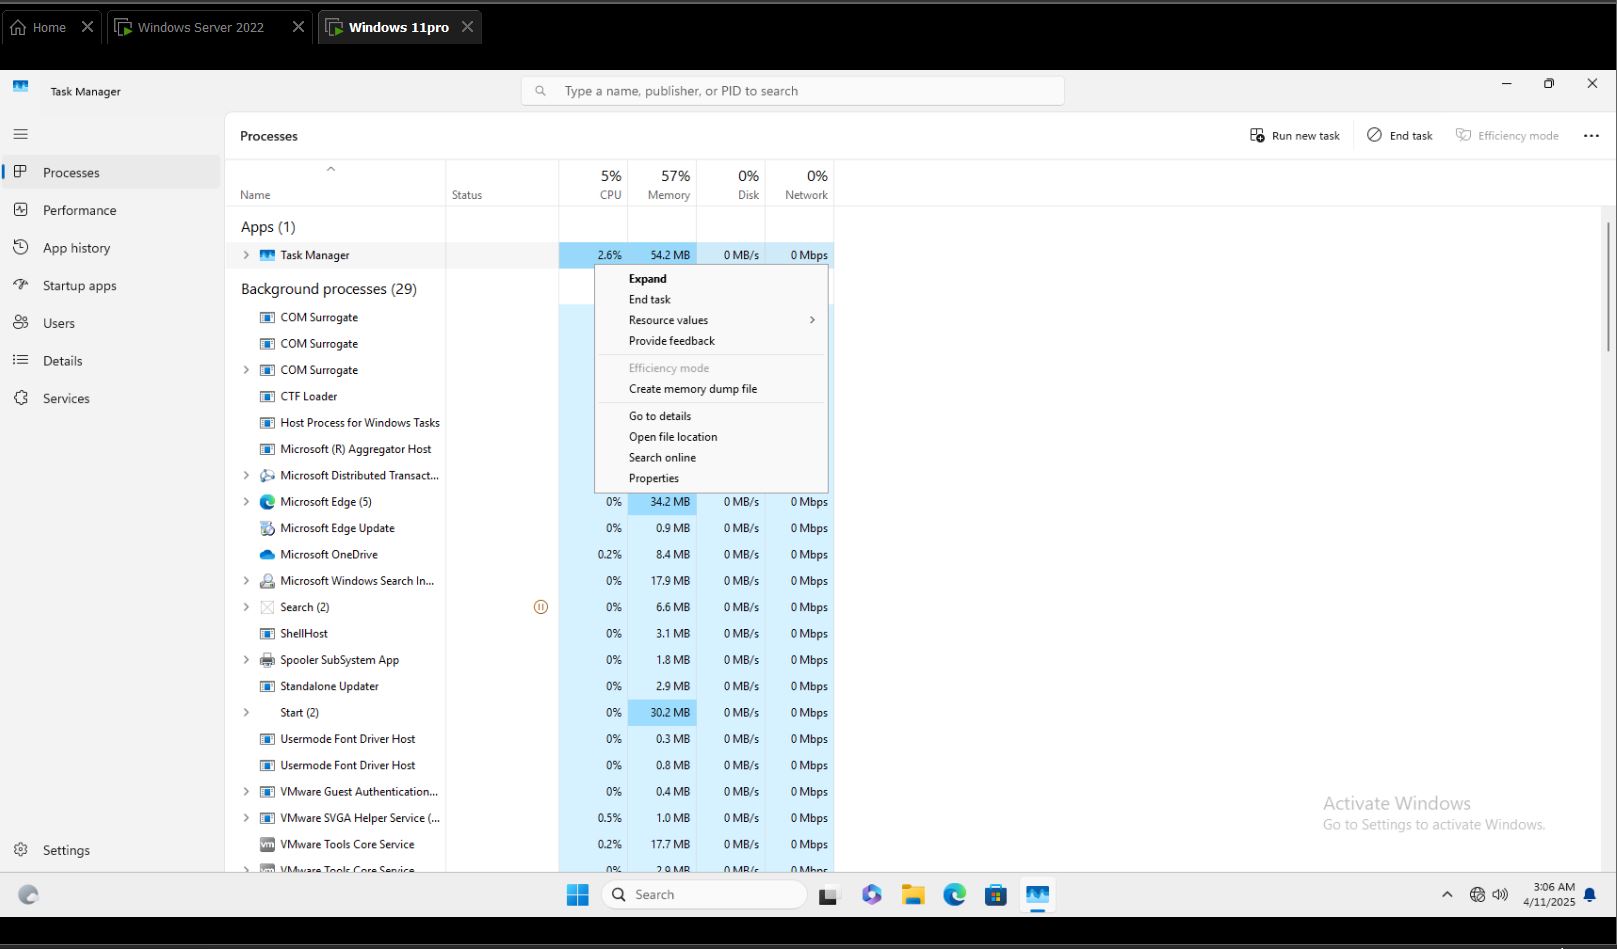 Home
Windows Server 2022
Windows 11pro
Task Manager
Type a name, publisher, or PID to search
Processes
Run new task
End task
Efficiency mode
Processes
Performance
App history
Startup apps
Users
Details
Services
Settings
5% 57% 0% 0%
Name Status CPU Memory Disk Network
Apps (1)
Task Manager 2.6% 54.2 MB 0 MB/s 0 Mbps
Background processes (29)
COM Surrogate
COM Surrogate
COM Surrogate
CTF Loader
Host Process for Windows Tasks
Microsoft (R) Aggregator Host
Microsoft Distributed Transact...
Expand
End task
Resource values
Provide feedback
Efficiency mode
Create memory dump file
Go to details
Open file location
Search online
Properties
Microsoft Edge (5) 0% 34.2 MB 0 MB/s 0 Mbps
Microsoft Edge Update 0% 0.9 MB 0 MB/s 0 Mbps
Microsoft OneDrive 0.2% 8.4 MB 0 MB/s 0 Mbps
Microsoft Windows Search In... 0% 17.9 MB 0 MB/s 0 Mbps
Search (2) 0% 6.6 MB 0 MB/s 0 Mbps
ShellHost 0% 3.1 MB 0 MB/s 0 Mbps
Spooler SubSystem App 0% 1.8 MB 0 MB/s 0 Mbps
Standalone Updater 0% 2.9 MB 0 MB/s 0 Mbps
Start (2) 0% 30.2 MB 0 MB/s 0 Mbps
Usermode Font Driver Host 0% 0.3 MB 0 MB/s 0 Mbps
Usermode Font Driver Host 0% 0.8 MB 0 MB/s 0 Mbps
VMware Guest Authentication... 0% 0.4 MB 0 MB/s 0 Mbps
VMware SVGA Helper Service (... 0.5% 1.0 MB 0 MB/s 0 Mbps
VMware Tools Core Service 0.2% 17.7 MB 0 MB/s 0 Mbps
VMware Tools Core Service 0% 2.9 MB 0 MB/s 0 Mbps
Activate Windows
Go to Settings to activate Windows.
Search
3:06 AM
4/11/2025